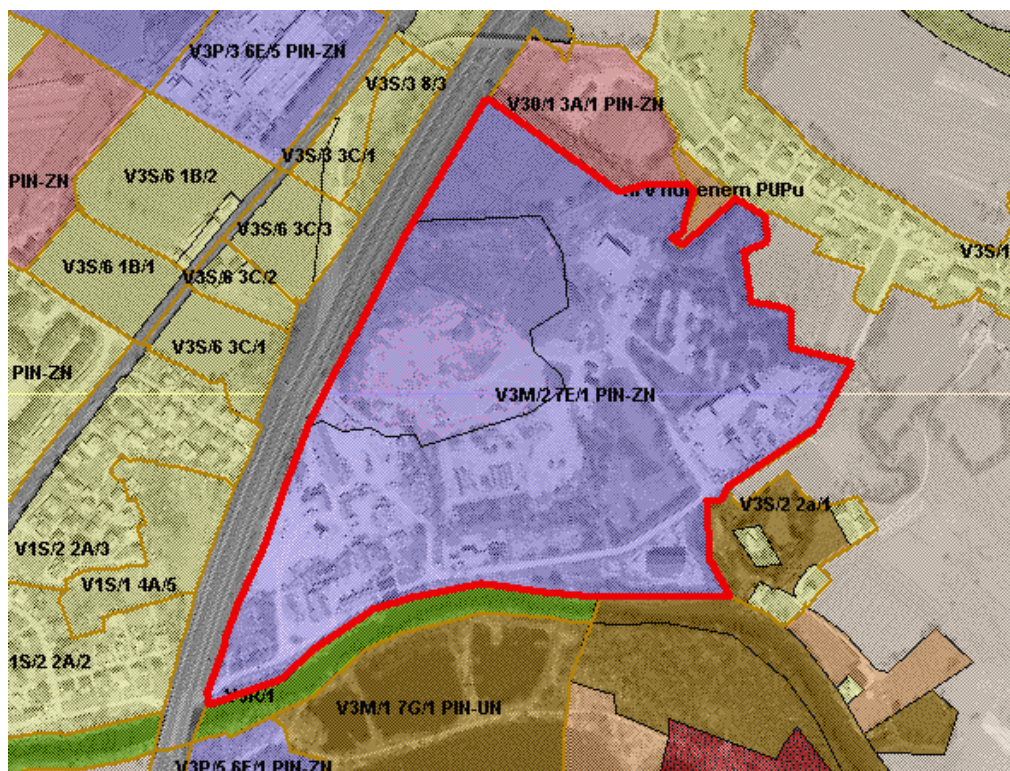 V3P/3 6E/5 PIN-ZN
V3S/3 8/3
V3S/3 3C/1
V30/1 3A/1 PIN-ZN
PIN-ZN
V3S/6 1B/2
PUPu
V3S/6 3C/3
V3S/1
V3S/6 1B/1
V3S/6 3C/2
V3S/6 3C/1
PIN-ZN
V3M/2 7E/1 PIN-ZN
V3S/2 2a/1
V1S/2 2A/3
V1S/1 4A/5
1S/2 2A/2
V3R/1
V3M/1 7G/1 PIN-UN
V3P/5 6E/1 PIN-ZN